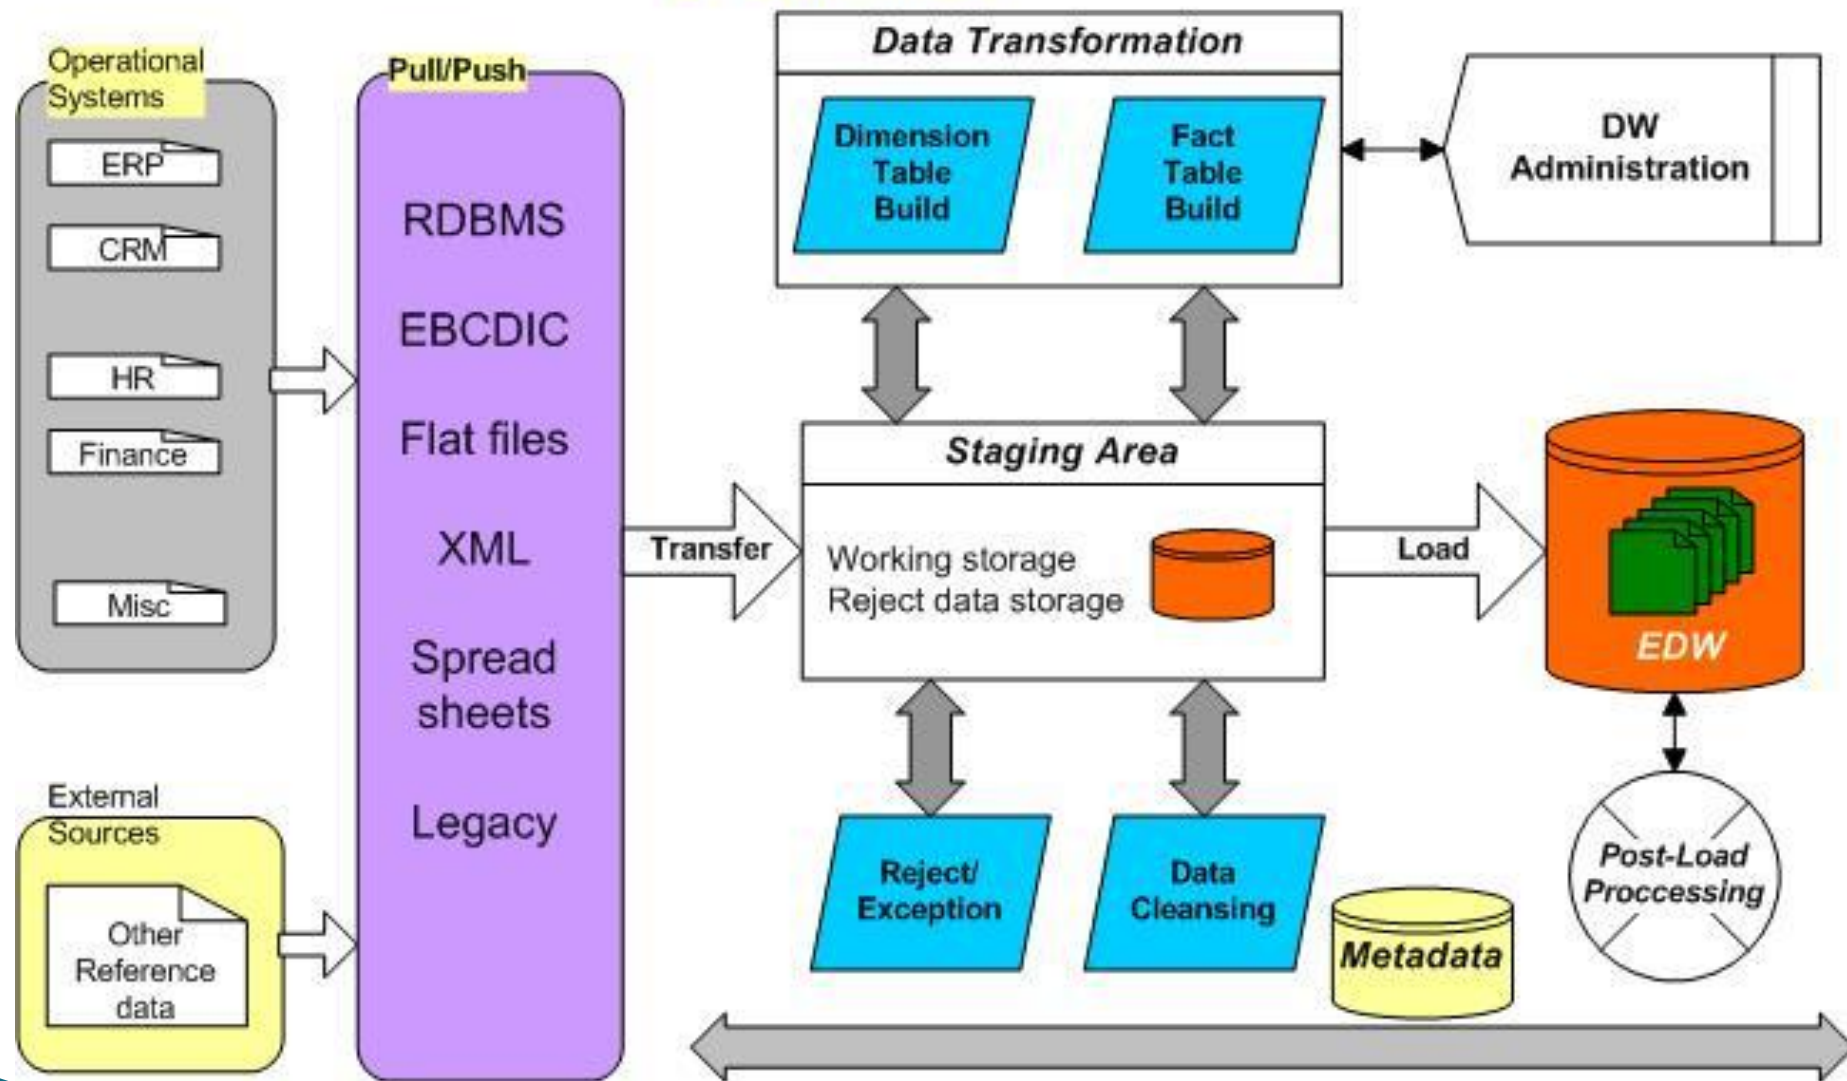 Operational
Systems
ERP
CRM
HR
Finance
Misc
External
Sources
Other
Reference
data
Pull/Push
RDBMS
EBCDIC
Flat files
XML
Spread
sheets
Legacy
Transfer
Data Transformation
Dimension
Table
Build
Fact
Table
Build
DW
Administration
Staging Area
Working storage
Reject data storage
Load
EDW
Reject/
Exception
Data
Cleansing
Metadata
Post-Load
Proccessing